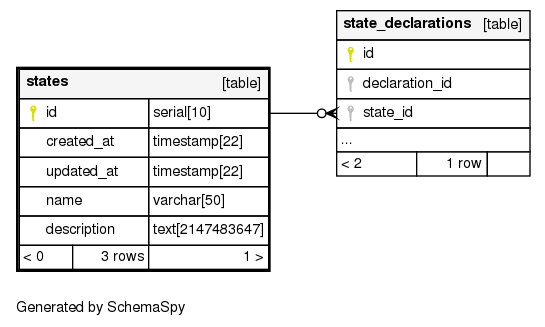 state_declarations [table]
id
declaration_id
state_id
...
< 2 1 row
states [table]
id serial[10]
created_at timestamp[22]
updated_at timestamp[22]
name varchar[50]
description text[2147483647]
< 0 3 rows 1 >
Generated by SchemaSpy